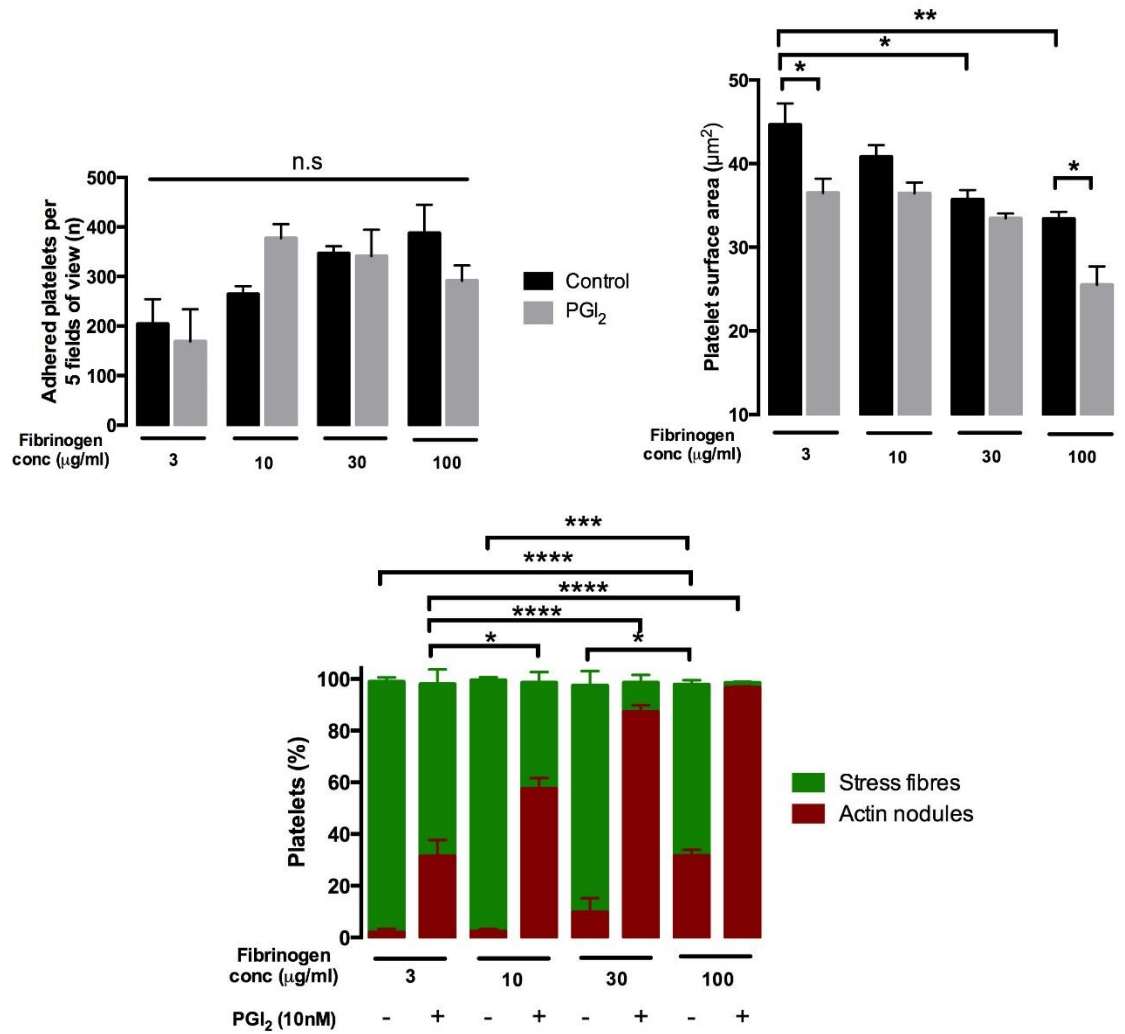 n.s
500
400
300
200
100
0
Adhered platelets per
5 fields of view (n)
Fibrinogen
conc (μg/ml)
3 10 30 100
Control
PGI₂
**
*
* *
50
40
30
20
10
Platelet surface area (μm²)
Fibrinogen
conc (μg/ml)
3 10 30 100
***
****
****
****
* *
100
80
60
40
20
0
Platelets (%)
Stress fibres
Actin nodules
Fibrinogen
conc (μg/ml)
3 10 30 100
PGI₂ (10nM) - + - + - + - +